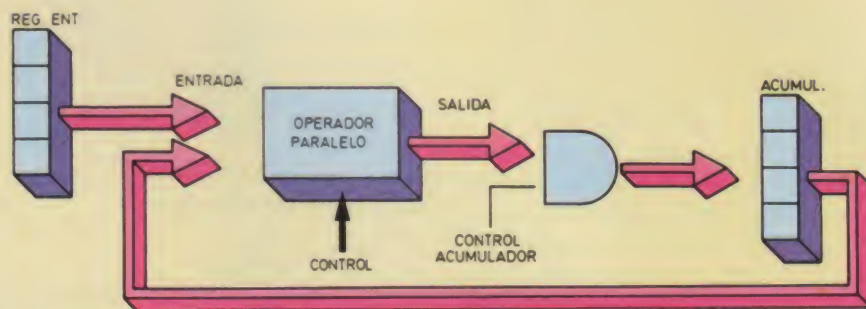 REG ENT
ENTRADA
OPERADOR
PARALELO
SALIDA
ACUMUL.
CONTROL
CONTROL
ACUMULADOR